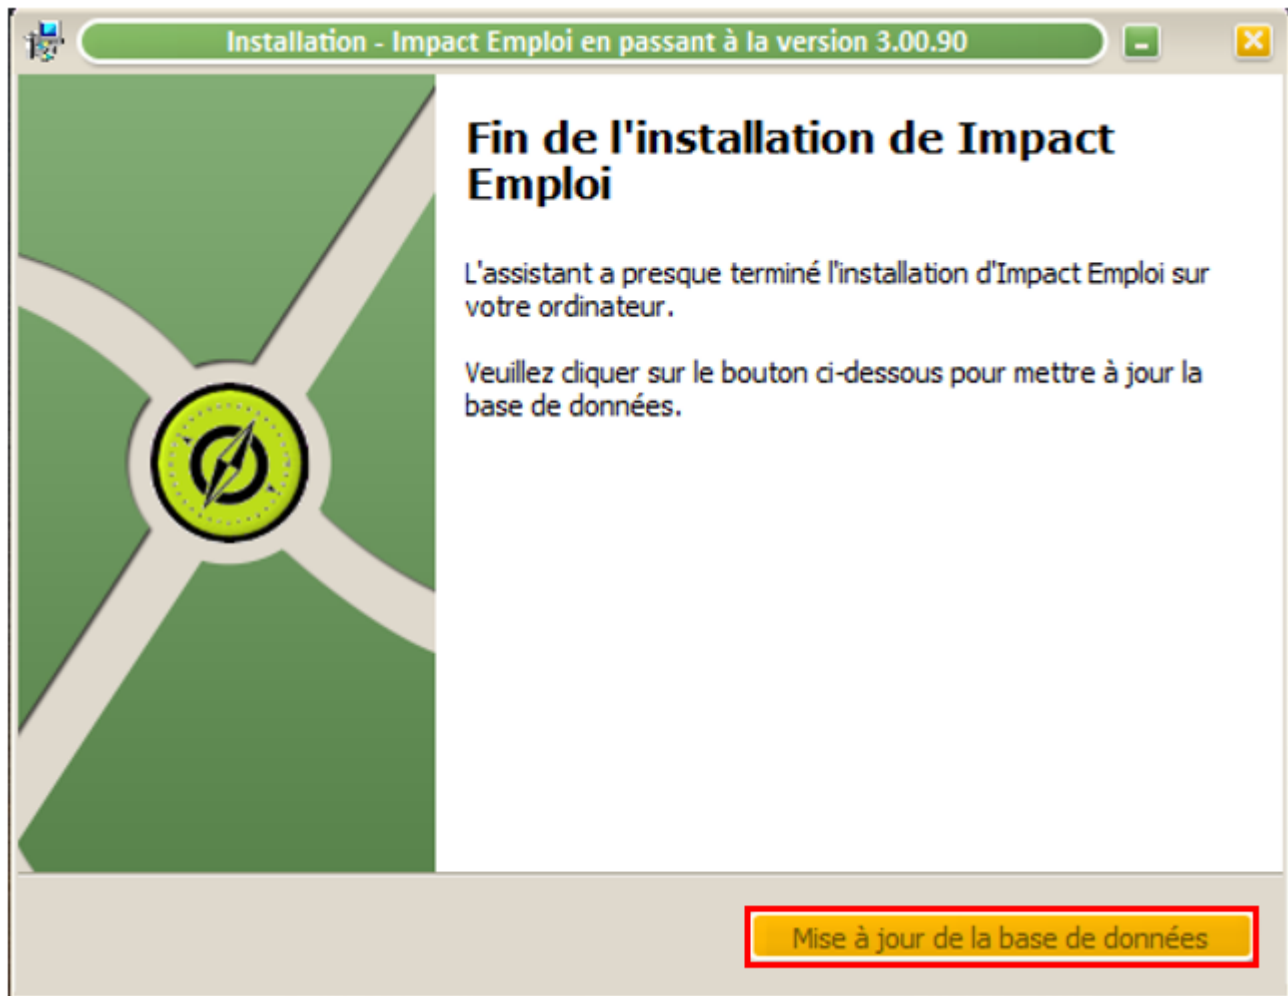 Installation - Impact Emploi en passant à la version 3.00.90
Fin de l'installation de Impact
Emploi
L'assistant a presque terminé l'installation d'Impact Emploi sur
votre ordinateur.
Veuillez cliquer sur le bouton ci-dessous pour mettre à jour la
base de données.
Mise à jour de la base de données